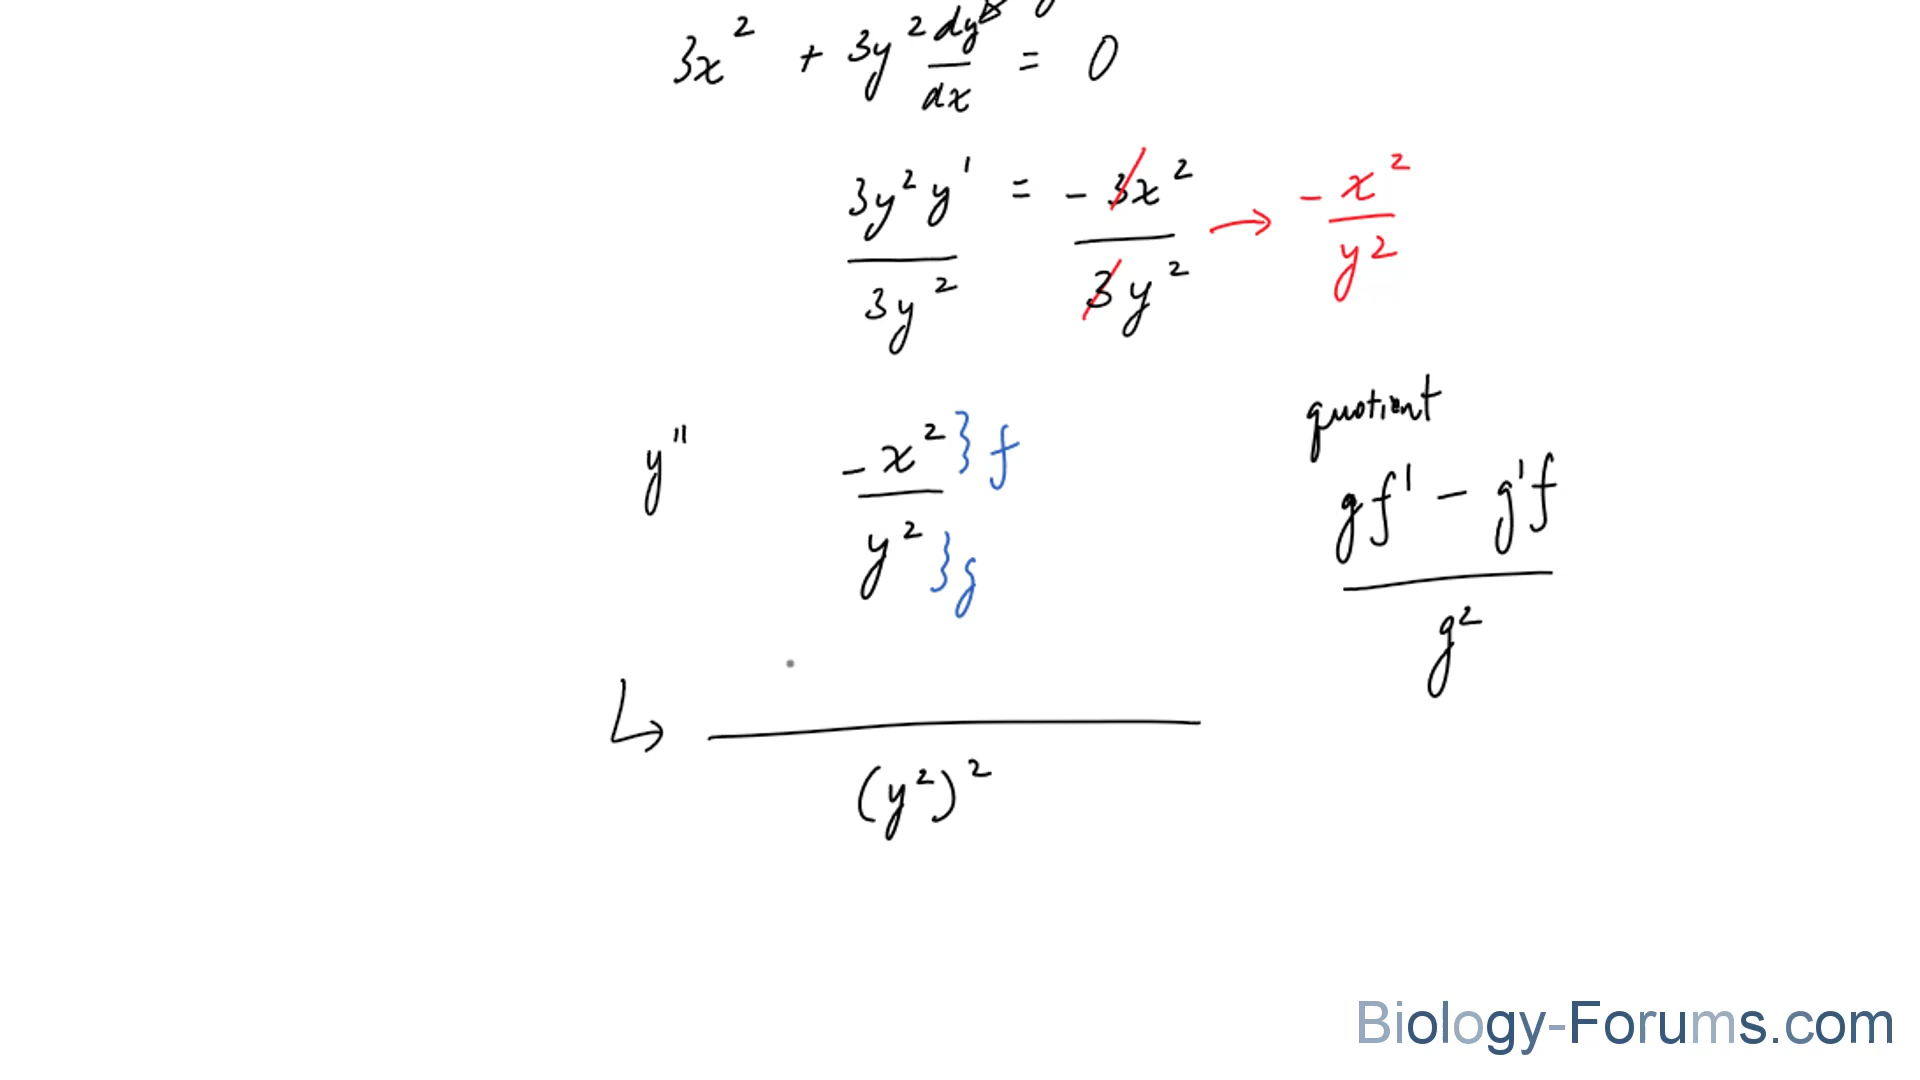 3x² + 3y² dy/dx = 0
3y²y'/3y² = -3x²/3y² → -x²/y²
quotient
y'' -x²/y² } f } g
gf' - g'f / g²
↳ /(y²)²
Biology-Forums.com